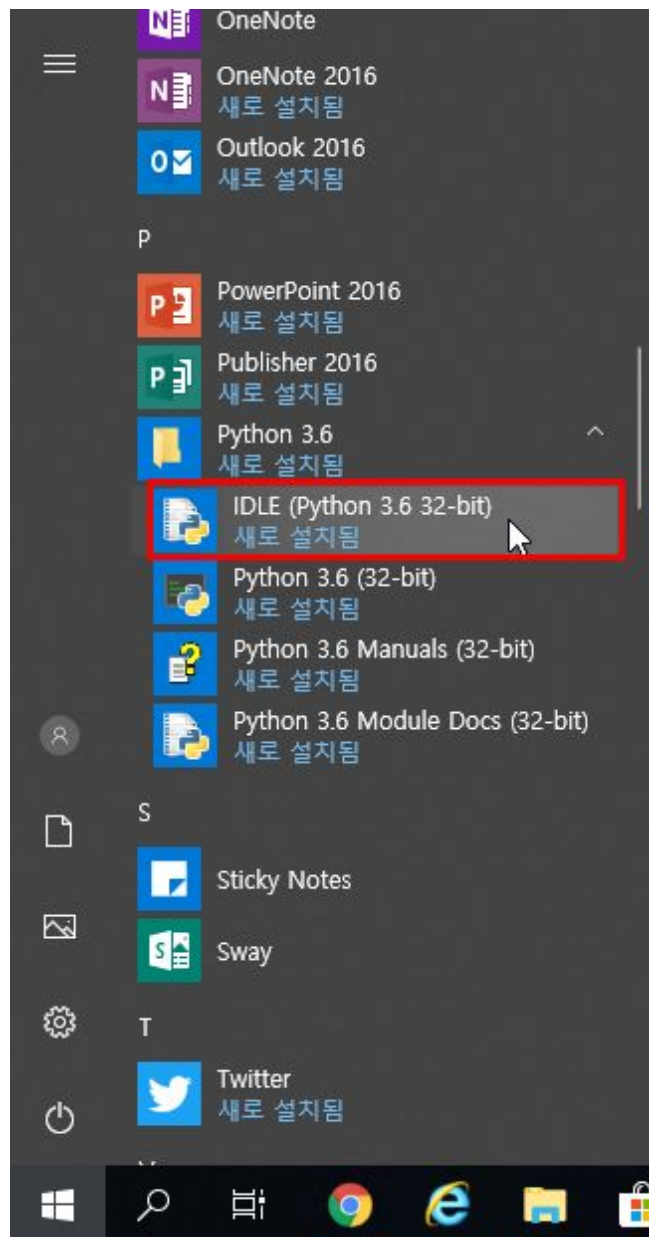 OneNote
OneNote 2016
새로 설치됨
Outlook 2016
새로 설치됨
P
PowerPoint 2016
새로 설치됨
Publisher 2016
새로 설치됨
Python 3.6
새로 설치됨
IDLE (Python 3.6 32-bit)
새로 설치됨
Python 3.6 (32-bit)
새로 설치됨
Python 3.6 Manuals (32-bit)
새로 설치됨
Python 3.6 Module Docs (32-bit)
새로 설치됨
S
Sticky Notes
Sway
T
Twitter
새로 설치됨